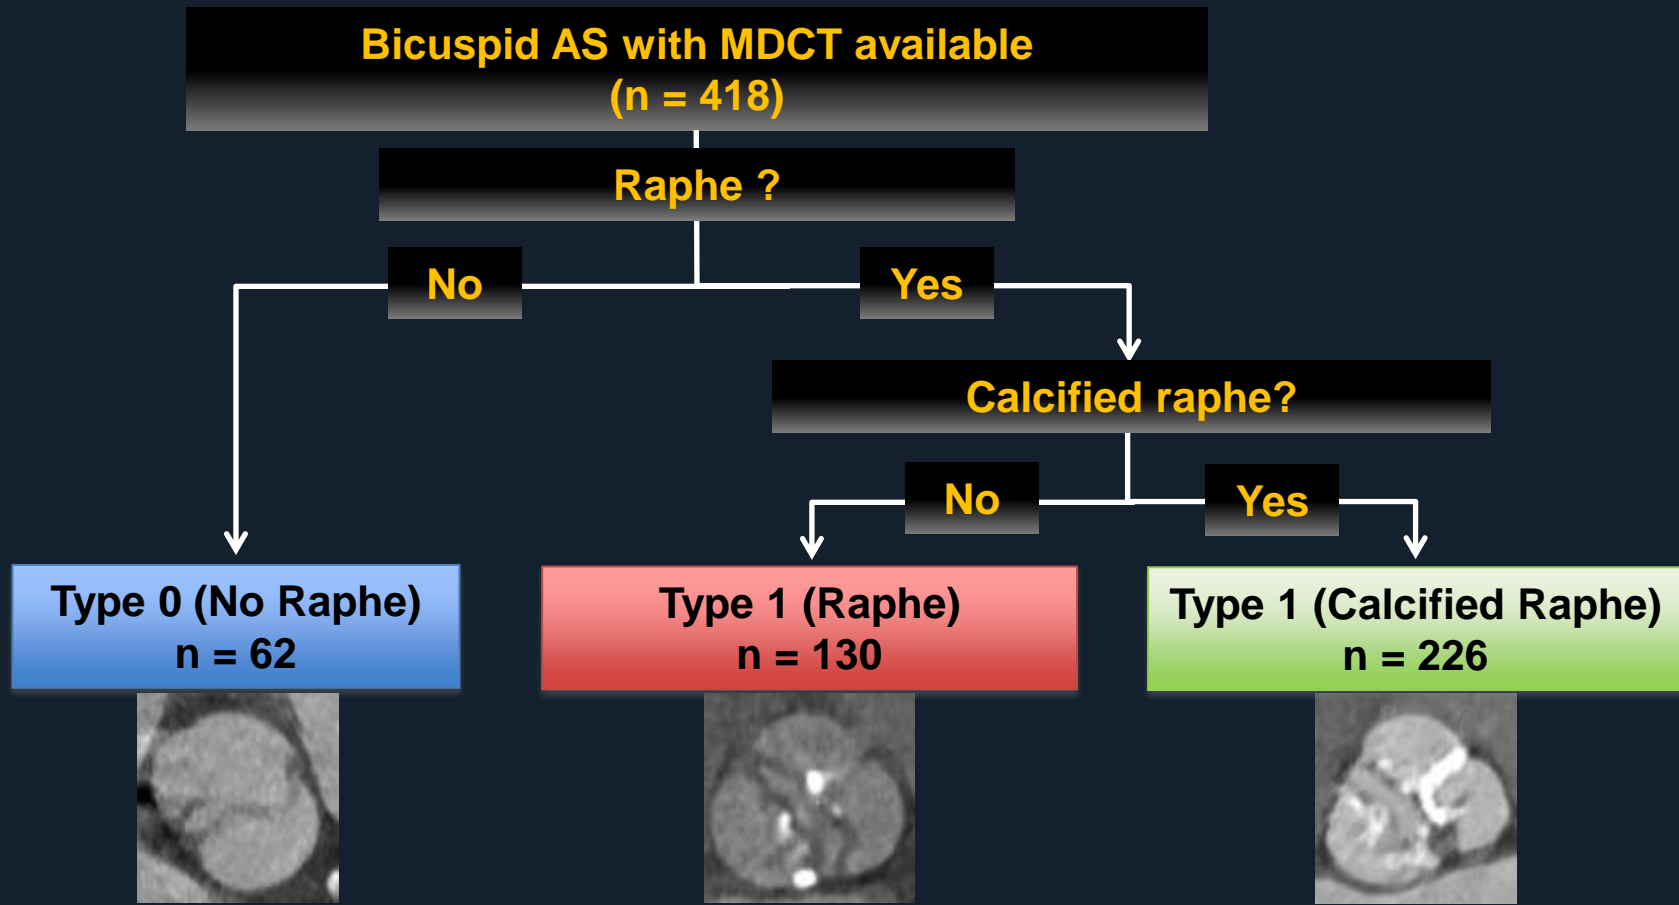 Bicuspid AS with MDCT available
(n = 418)
Raphe ?
No
Yes
Calcified raphe?
No
Yes
Type 0 (No Raphe)
n = 62
Type 1 (Raphe)
n = 130
Type 1 (Calcified Raphe)
n = 226